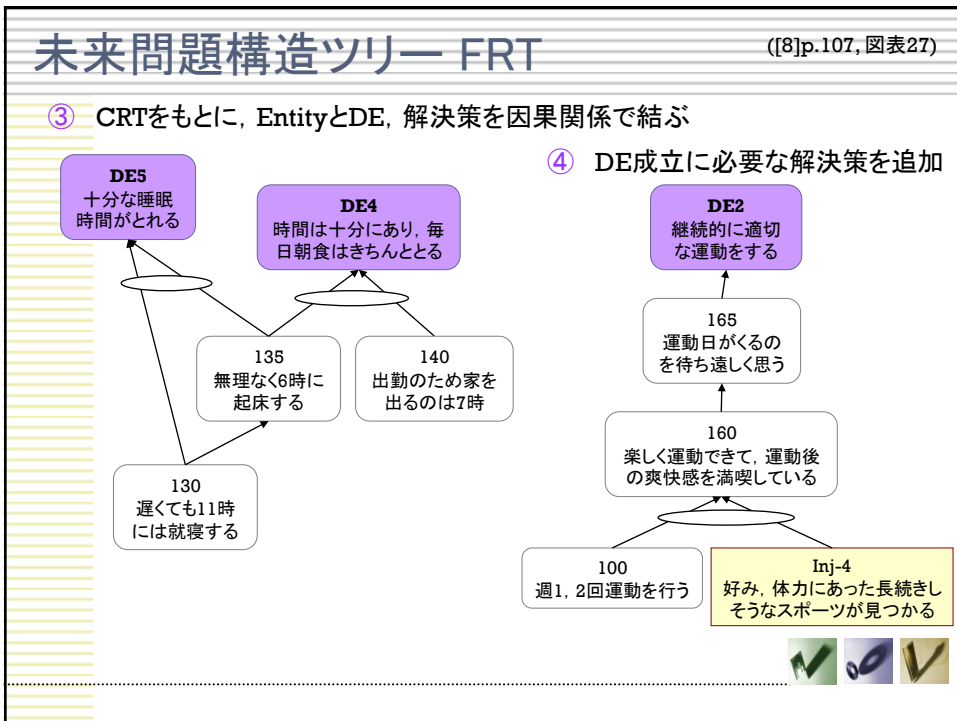 未来問題構造ツリー FRT
([8]p.107, 図表27)
③ CRTをもとに, EntityとDE, 解決策を因果関係で結ぶ
④ DE成立に必要な解決策を追加
DE5
十分な睡眠
時間がとれる
DE4
時間は十分にあり, 毎
日朝食はきちんととる
135
無理なく6時に
起床する
140
出勤のため家を
出るのは7時
130
遅くても11時
には就寝する
DE2
継続的に適切
な運動をする
165
運動日がくるの
を待ち遠しく思う
160
楽しく運動できて, 運動後
の爽快感を満喫している
100
週1, 2回運動を行う
Inj-4
好み, 体力にあった長続きし
そうなスポーツが見つかる